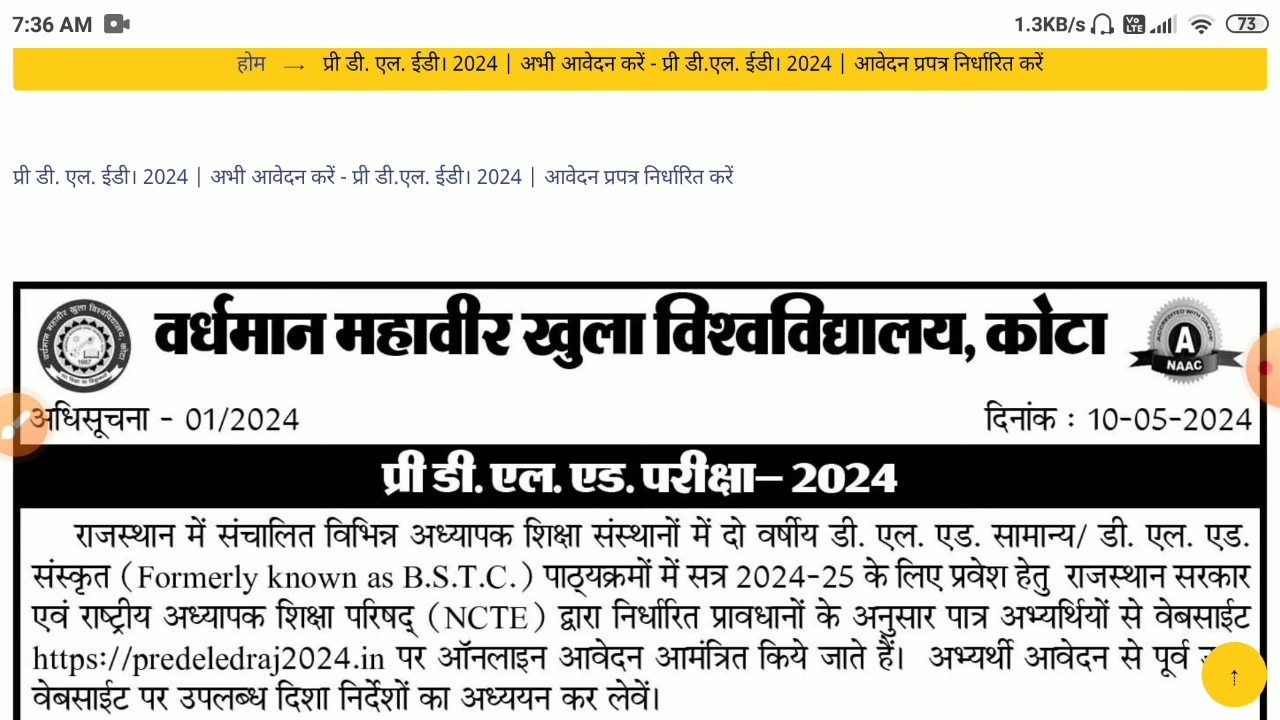 7:36 AM
1.3KB/s Vo LTE 73
होम → प्री डी. एल. ईडी। 2024 | अभी आवेदन करें - प्री डी.एल. ईडी। 2024 | आवेदन प्रपत्र निर्धारित करें
प्री डी. एल. ईडी। 2024 | अभी आवेदन करें - प्री डी.एल. ईडी। 2024 | आवेदन प्रपत्र निर्धारित करें
वर्धमान महावीर खुला विश्वविद्यालय, कोटा
ACCREDITED WITH GRADE A NAAC
अधिसूचना - 01/2024
दिनांक : 10-05-2024
प्री डी. एल. एड. परीक्षा– 2024
राजस्थान में संचालित विभिन्न अध्यापक शिक्षा संस्थानों में दो वर्षीय डी. एल. एड. सामान्य/ डी. एल. एड.
संस्कृत (Formerly known as B.S.T.C.) पाठ्यक्रमों में सत्र 2024-25 के लिए प्रवेश हेतु राजस्थान सरकार
एवं राष्ट्रीय अध्यापक शिक्षा परिषद् (NCTE) द्वारा निर्धारित प्रावधानों के अनुसार पात्र अभ्यर्थियों से वेबसाईट
https://predeledraj2024.in पर ऑनलाइन आवेदन आमंत्रित किये जाते हैं। अभ्यर्थी आवेदन से पूर्व
वेबसाईट पर उपलब्ध दिशा निर्देशों का अध्ययन कर लेवें।